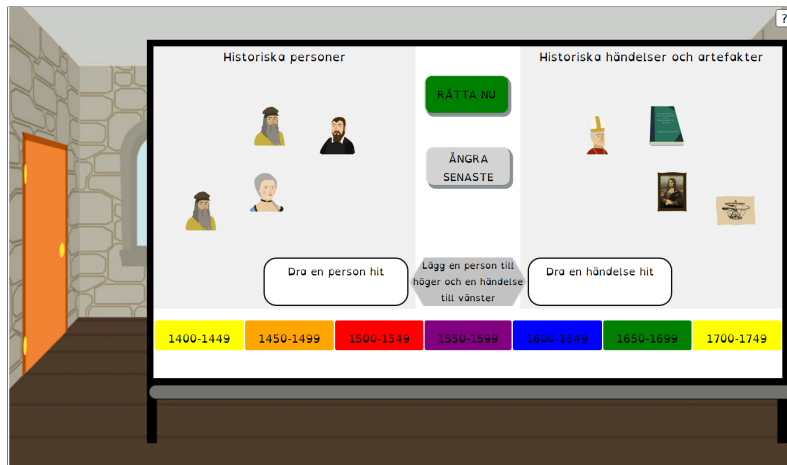 ?
Historiska personer
Historiska händelser och artefakter
RÄTTA NU
ÅNGRA
SENASTE
Dra en person hit
Lägg en person till
höger och en händelse
till vänster
Dra en händelse hit
1400-1449
1450-1499
1500-1549
1550-1599
1600-1649
1650-1699
1700-1749